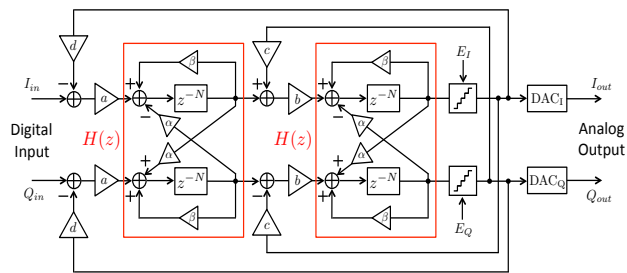 d c
β β E_I
I_in − + + + + I_out
a z^{-N} b z^{-N} DAC_I
− α − α
Digital Input H(z) H(z) Analog Output
+ α + α
Q_in a + z^{-N} − b + z^{-N} DAC_Q Q_out
−
d β c β E_Q